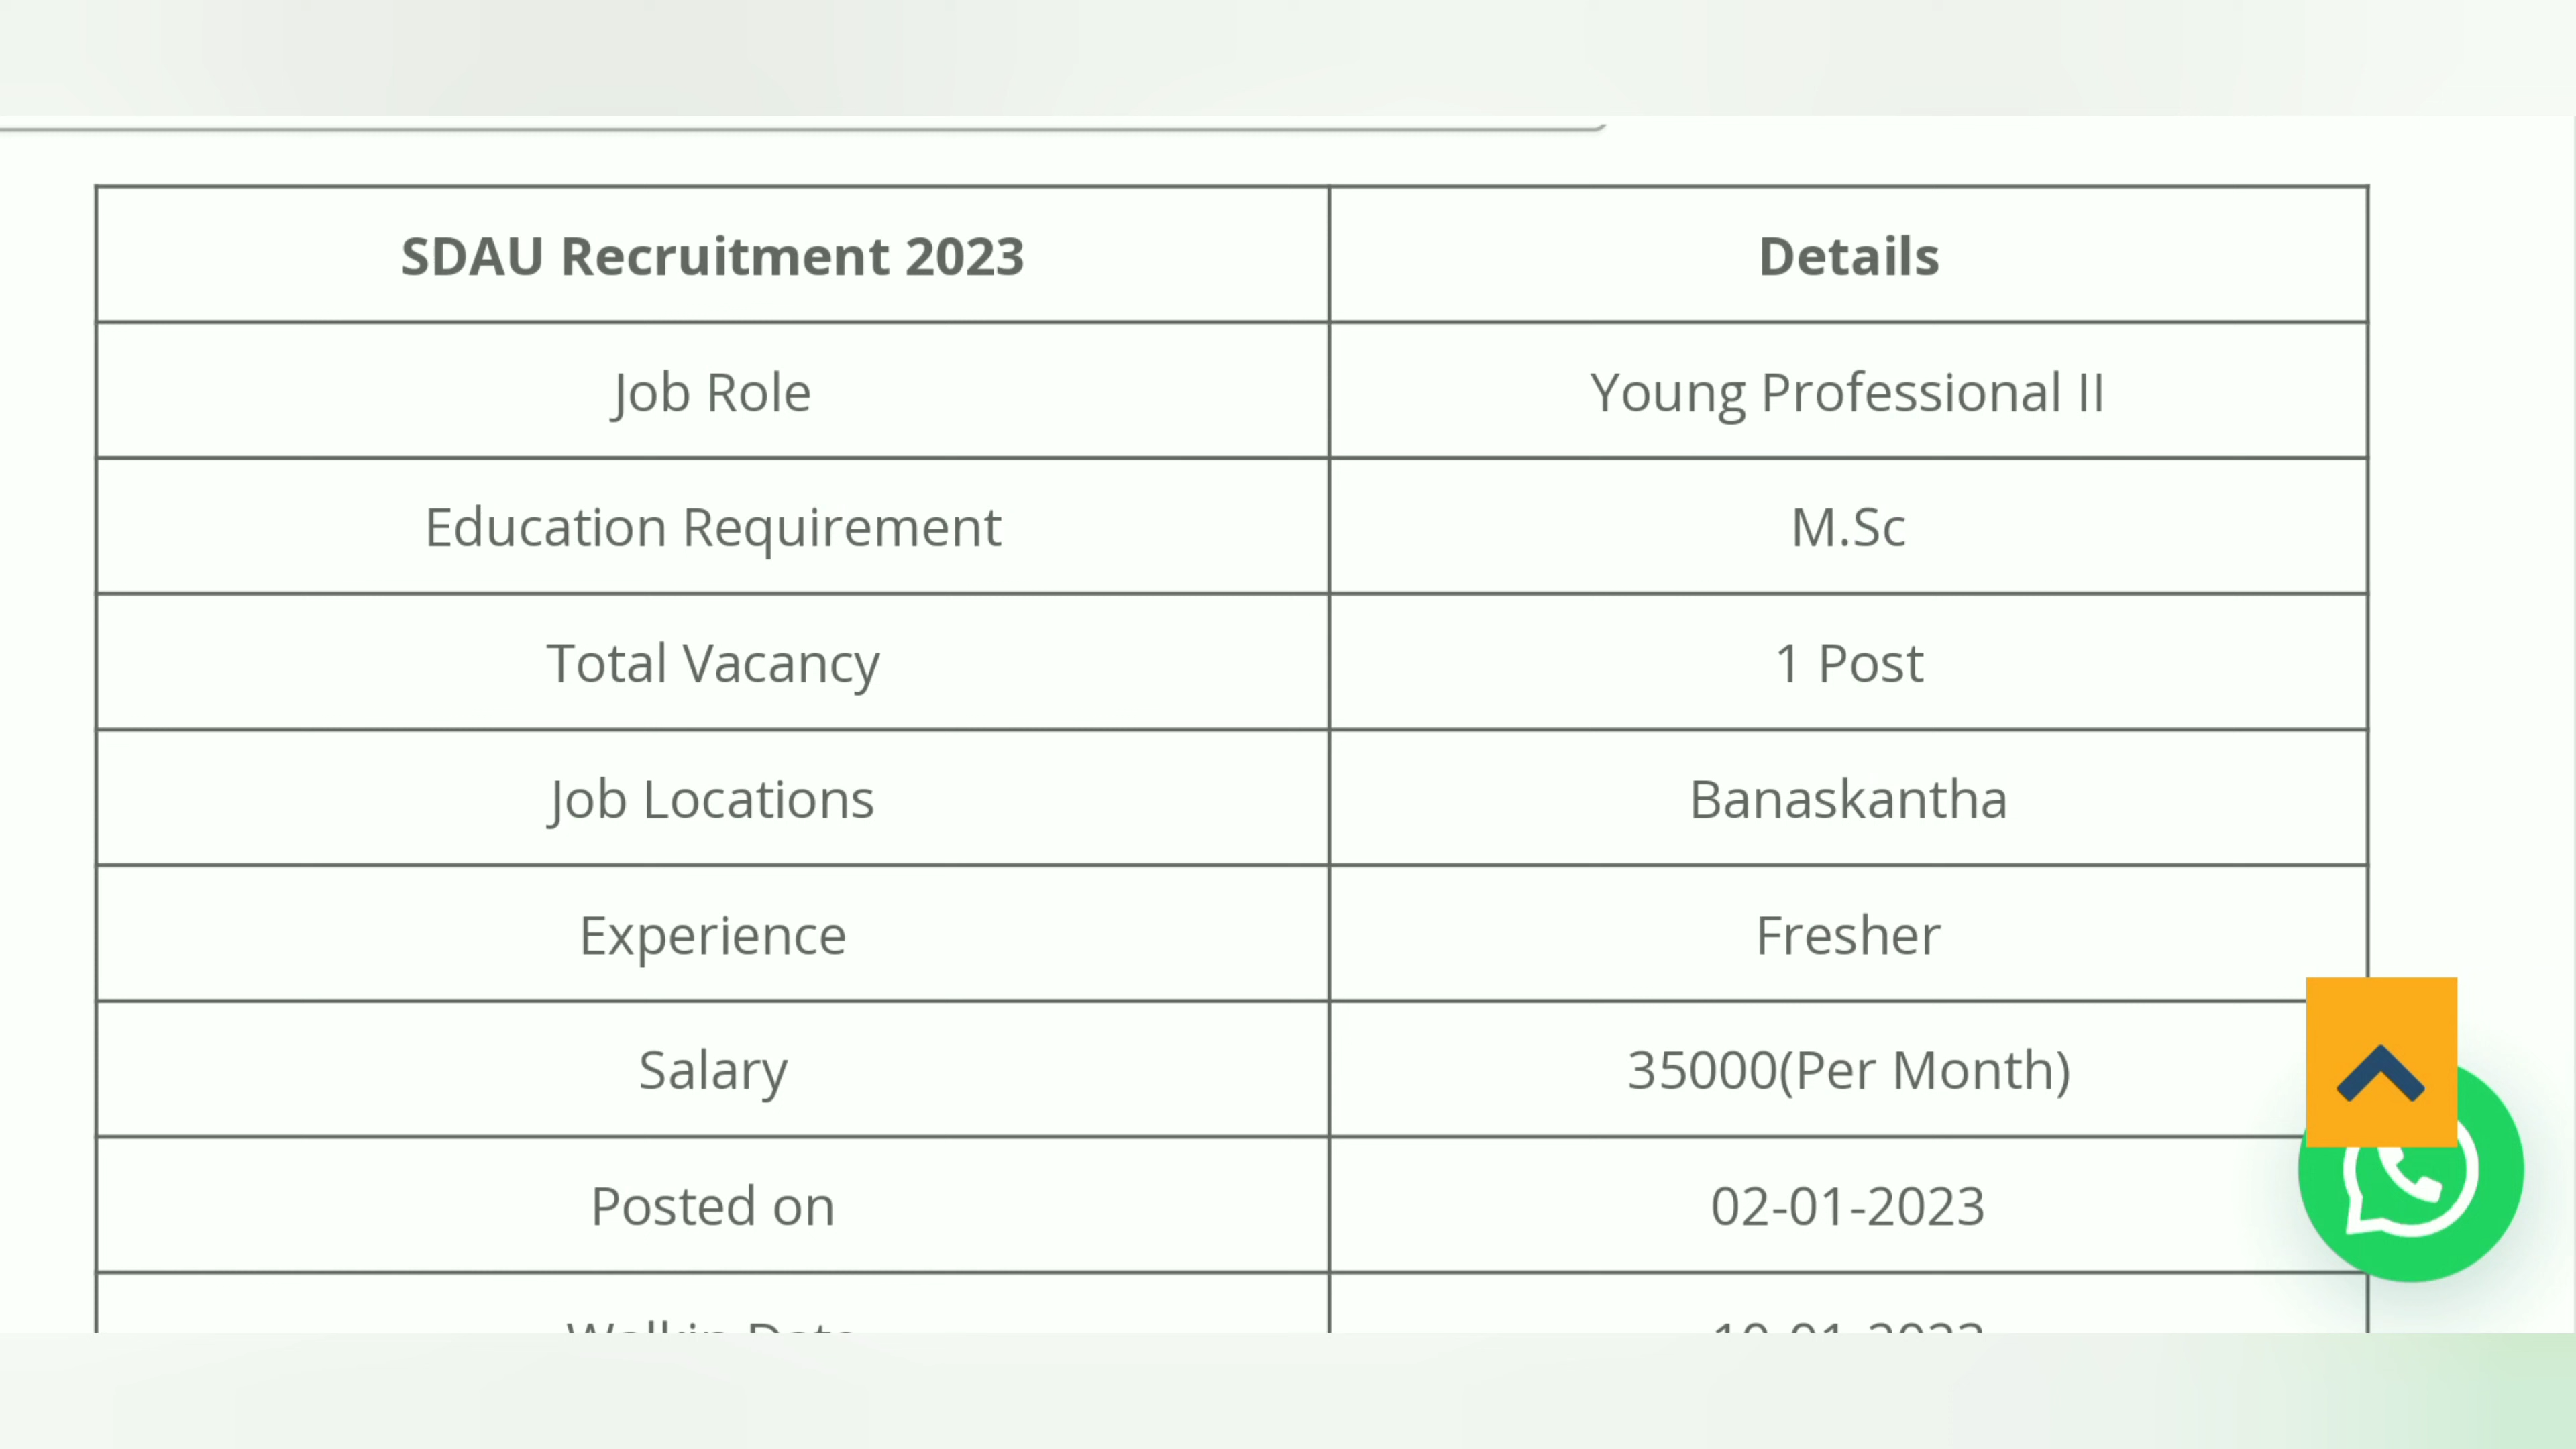 SDAU Recruitment 2023 Details
Job Role Young Professional II
Education Requirement M.Sc
Total Vacancy 1 Post
Job Locations Banaskantha
Experience Fresher
Salary 35000(Per Month)
Posted on 02-01-2023